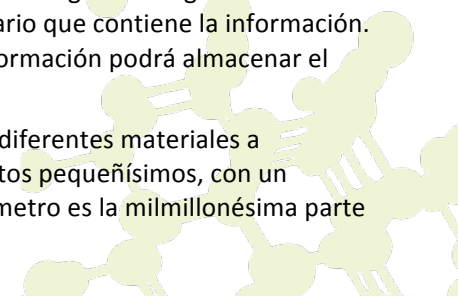 ario que contiene la información.
ormación podrá almacenar el
diferentes materiales a
tos pequeñísimos, con un
metro es la milmillonésima parte